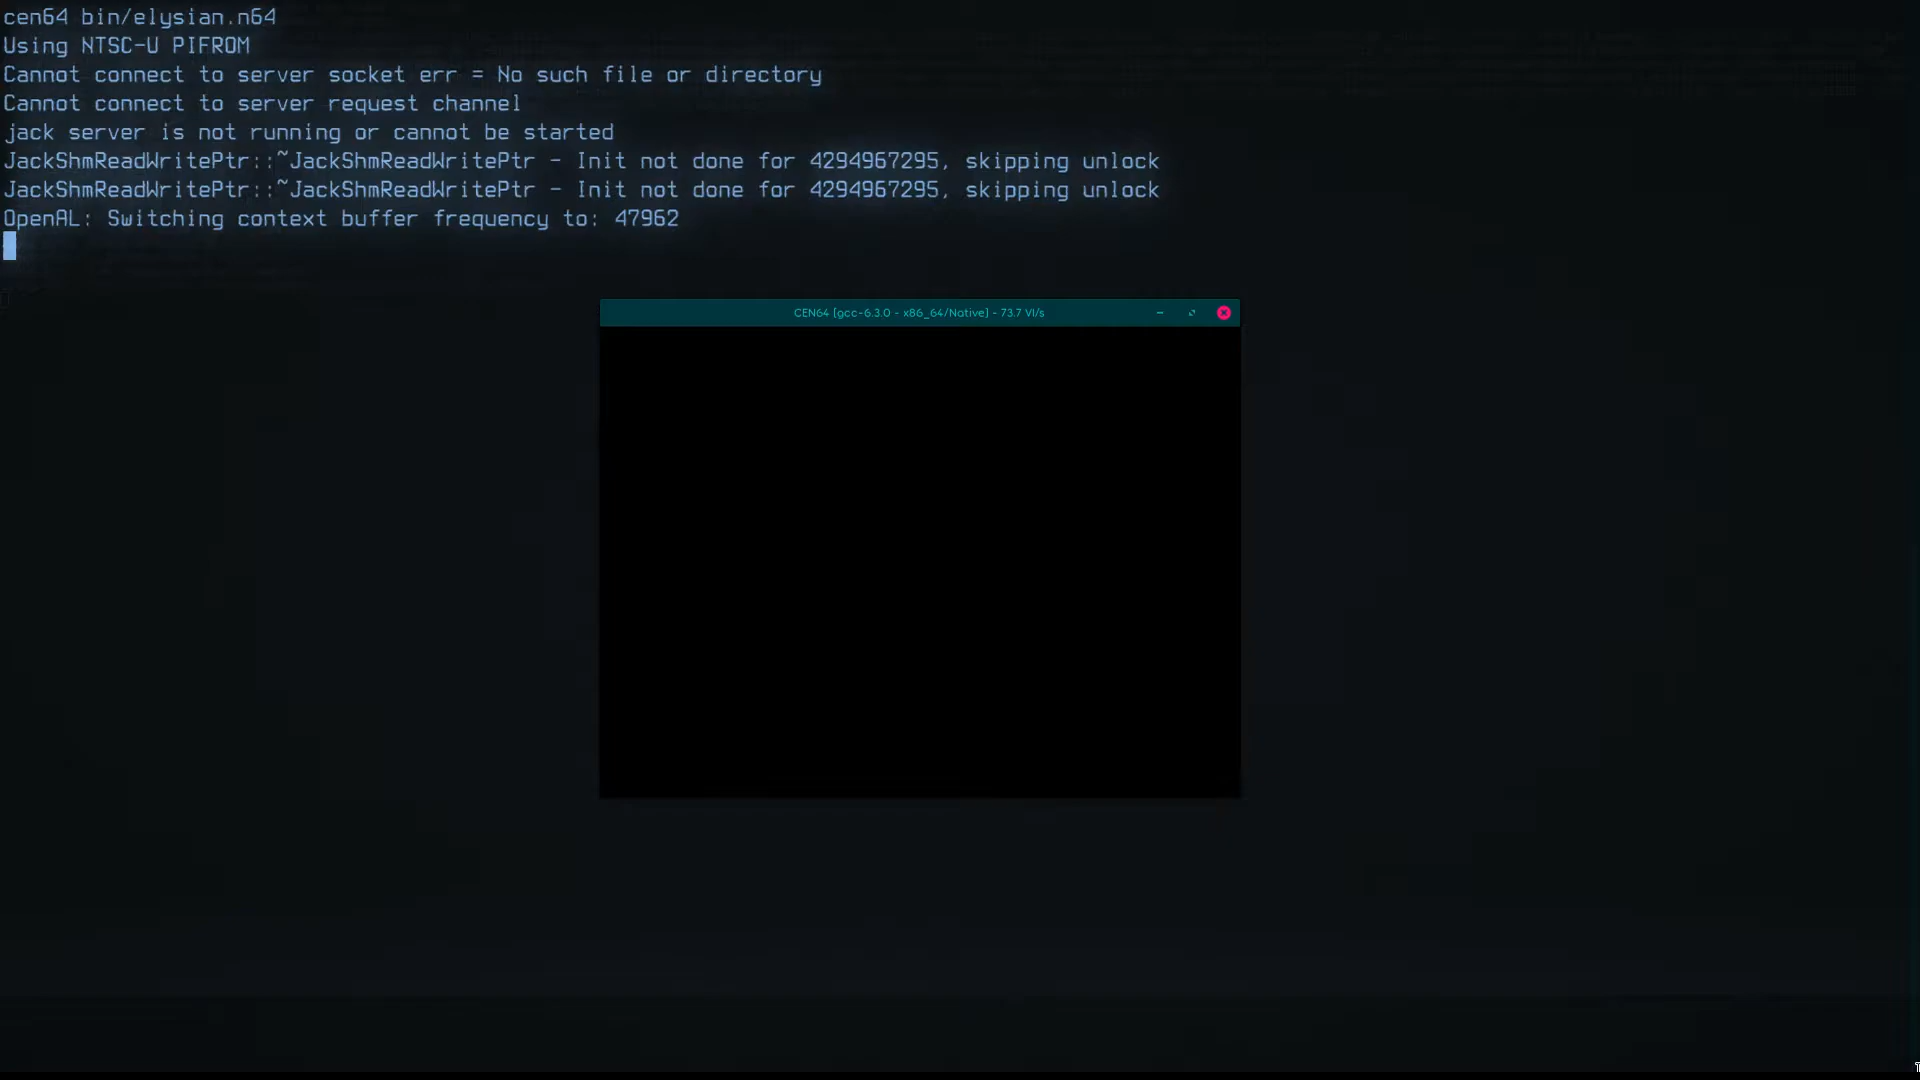 cen64 bin/elysian.n64
Using NTSC-U PIFROM
Cannot connect to server socket err = No such file or directory
Cannot connect to server request channel
jack server is not running or cannot be started
JackShmReadWritePtr::~JackShmReadWritePtr - Init not done for 4294967295, skipping unlock
JackShmReadWritePtr::~JackShmReadWritePtr - Init not done for 4294967295, skipping unlock
OpenAL: Switching context buffer frequency to: 47962
CEN64 [gcc-6.3.0 - x86_64/Native] - 73.7 VI/s